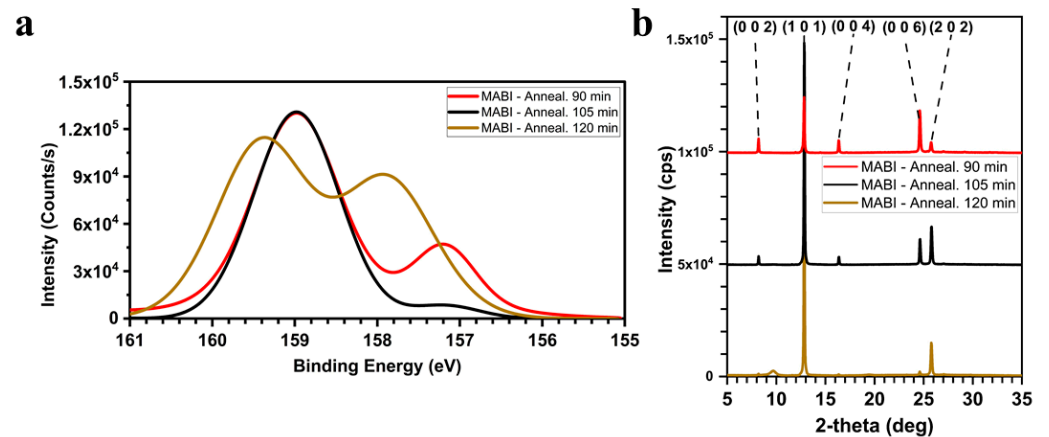 a
1.5x10⁵
1.2x10⁵
9x10⁴
6x10⁴
3x10⁴
0
Intensity (Counts/s)
MABI - Anneal. 90 min
MABI - Anneal. 105 min
MABI - Anneal. 120 min
161 160 159 158 157 156 155
Binding Energy (eV)
b
(0 0 2) (1 0 1) (0 0 4) (0 0 6) (2 0 2)
1.5x10⁵
1x10⁵
5x10⁴
0
Intensity (cps)
MABI - Anneal. 90 min
MABI - Anneal. 105 min
MABI - Anneal. 120 min
5 10 15 20 25 30 35
2-theta (deg)